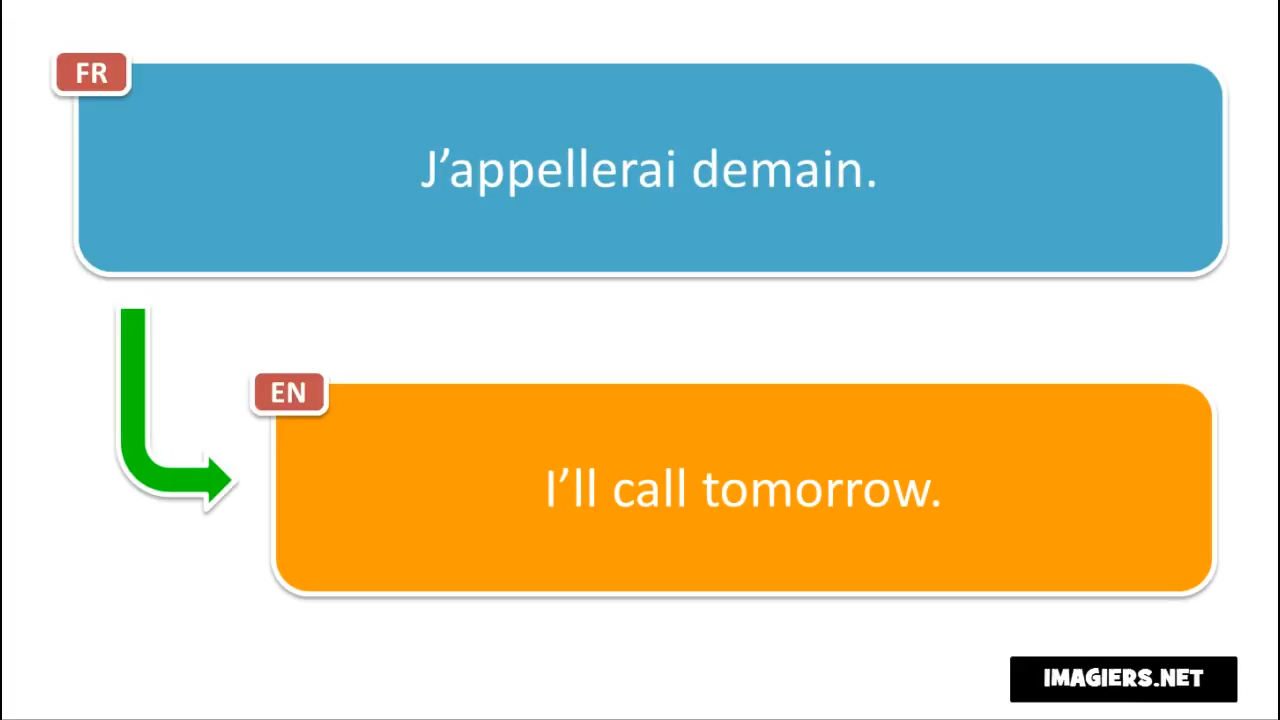 FR
J’appellerai demain.
EN
I’ll call tomorrow.
IMAGIERS.NET